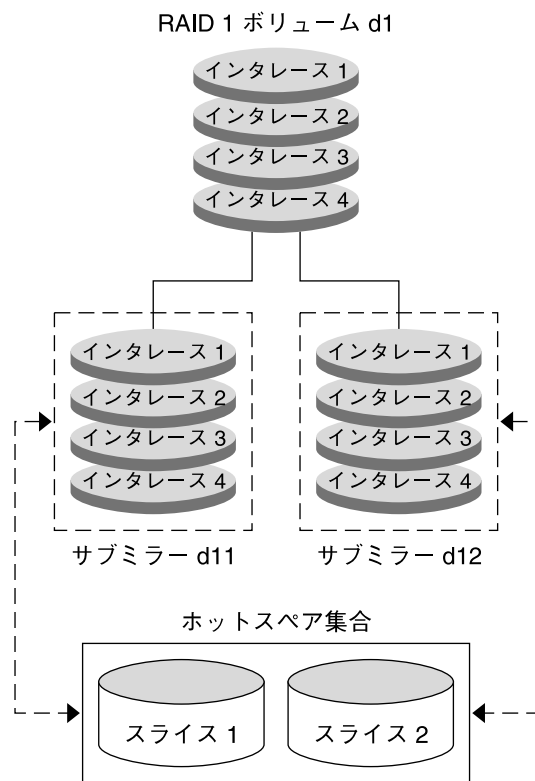 RAID 1 ボリューム d1
インタレース 1
インタレース 2
インタレース 3
インタレース 4
インタレース 1
インタレース 2
インタレース 3
インタレース 4
サブミラー d11
インタレース 1
インタレース 2
インタレース 3
インタレース 4
サブミラー d12
ホットスペア集合
スライス 1
スライス 2